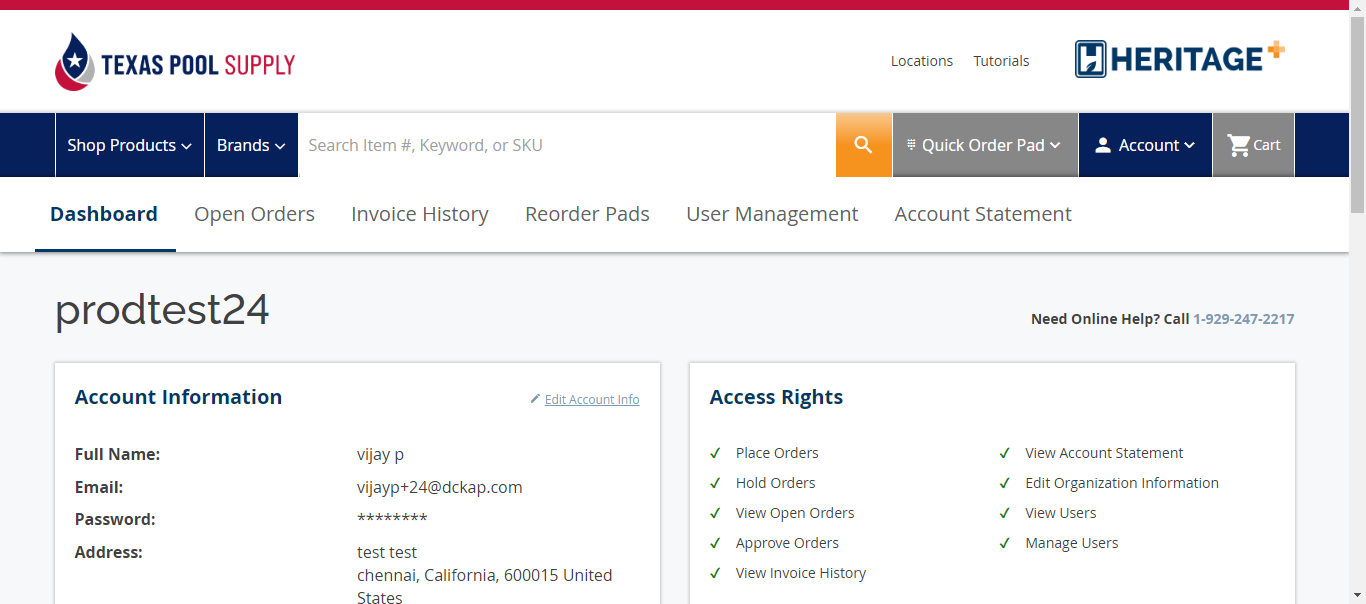 TEXAS POOL SUPPLY
Locations Tutorials
HERITAGE+
Shop Products Brands Search Item #, Keyword, or SKU Quick Order Pad Account Cart
Dashboard Open Orders Invoice History Reorder Pads User Management Account Statement
prodtest24
Need Online Help? Call 1-929-247-2217
Account Information Edit Account Info
Full Name: vijay p
Email: vijayp+24@dckap.com
Password: ********
Address: test test
chennai, California, 600015 United
States
Access Rights
Place Orders
Hold Orders
View Open Orders
Approve Orders
View Invoice History
View Account Statement
Edit Organization Information
View Users
Manage Users